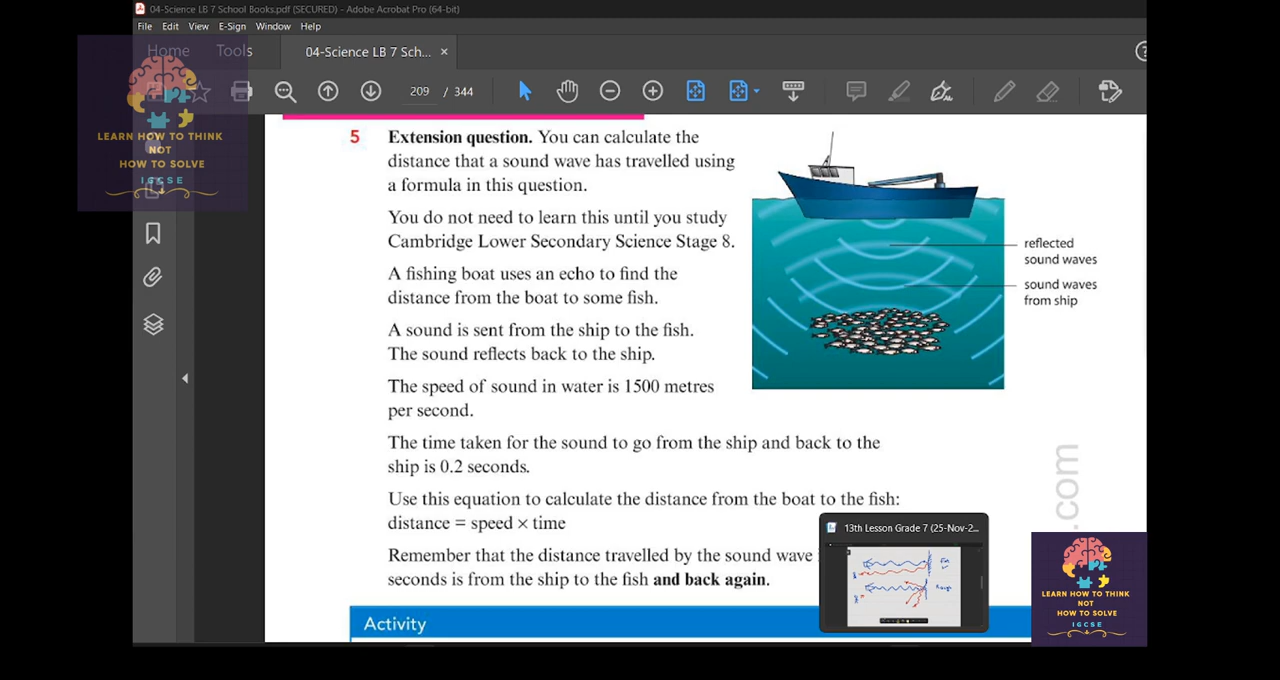 04-Science LB 7 School Books.pdf (SECURED) - Adobe Acrobat Pro (64-bit)
File Edit View E-Sign Window Help
Home Tools 04-Science LB 7 Sch... ×
209 / 344
LEARN HOW TO THINK
NOT
HOW TO SOLVE
IGCSE
5 Extension question. You can calculate the
distance that a sound wave has travelled using
a formula in this question.
You do not need to learn this until you study
Cambridge Lower Secondary Science Stage 8.
A fishing boat uses an echo to find the
distance from the boat to some fish.
A sound is sent from the ship to the fish.
The sound reflects back to the ship.
The speed of sound in water is 1500 metres
per second.
The time taken for the sound to go from the ship and back to the
ship is 0.2 seconds.
Use this equation to calculate the distance from the boat to the fish:
distance = speed × time
Remember that the distance travelled by the sound wave
seconds is from the ship to the fish and back again.
reflected
sound waves
sound waves
from ship
.com
13th Lesson Grade 7 (25-Nov-2...
Activity
LEARN HOW TO THINK
NOT
HOW TO SOLVE
IGCSE